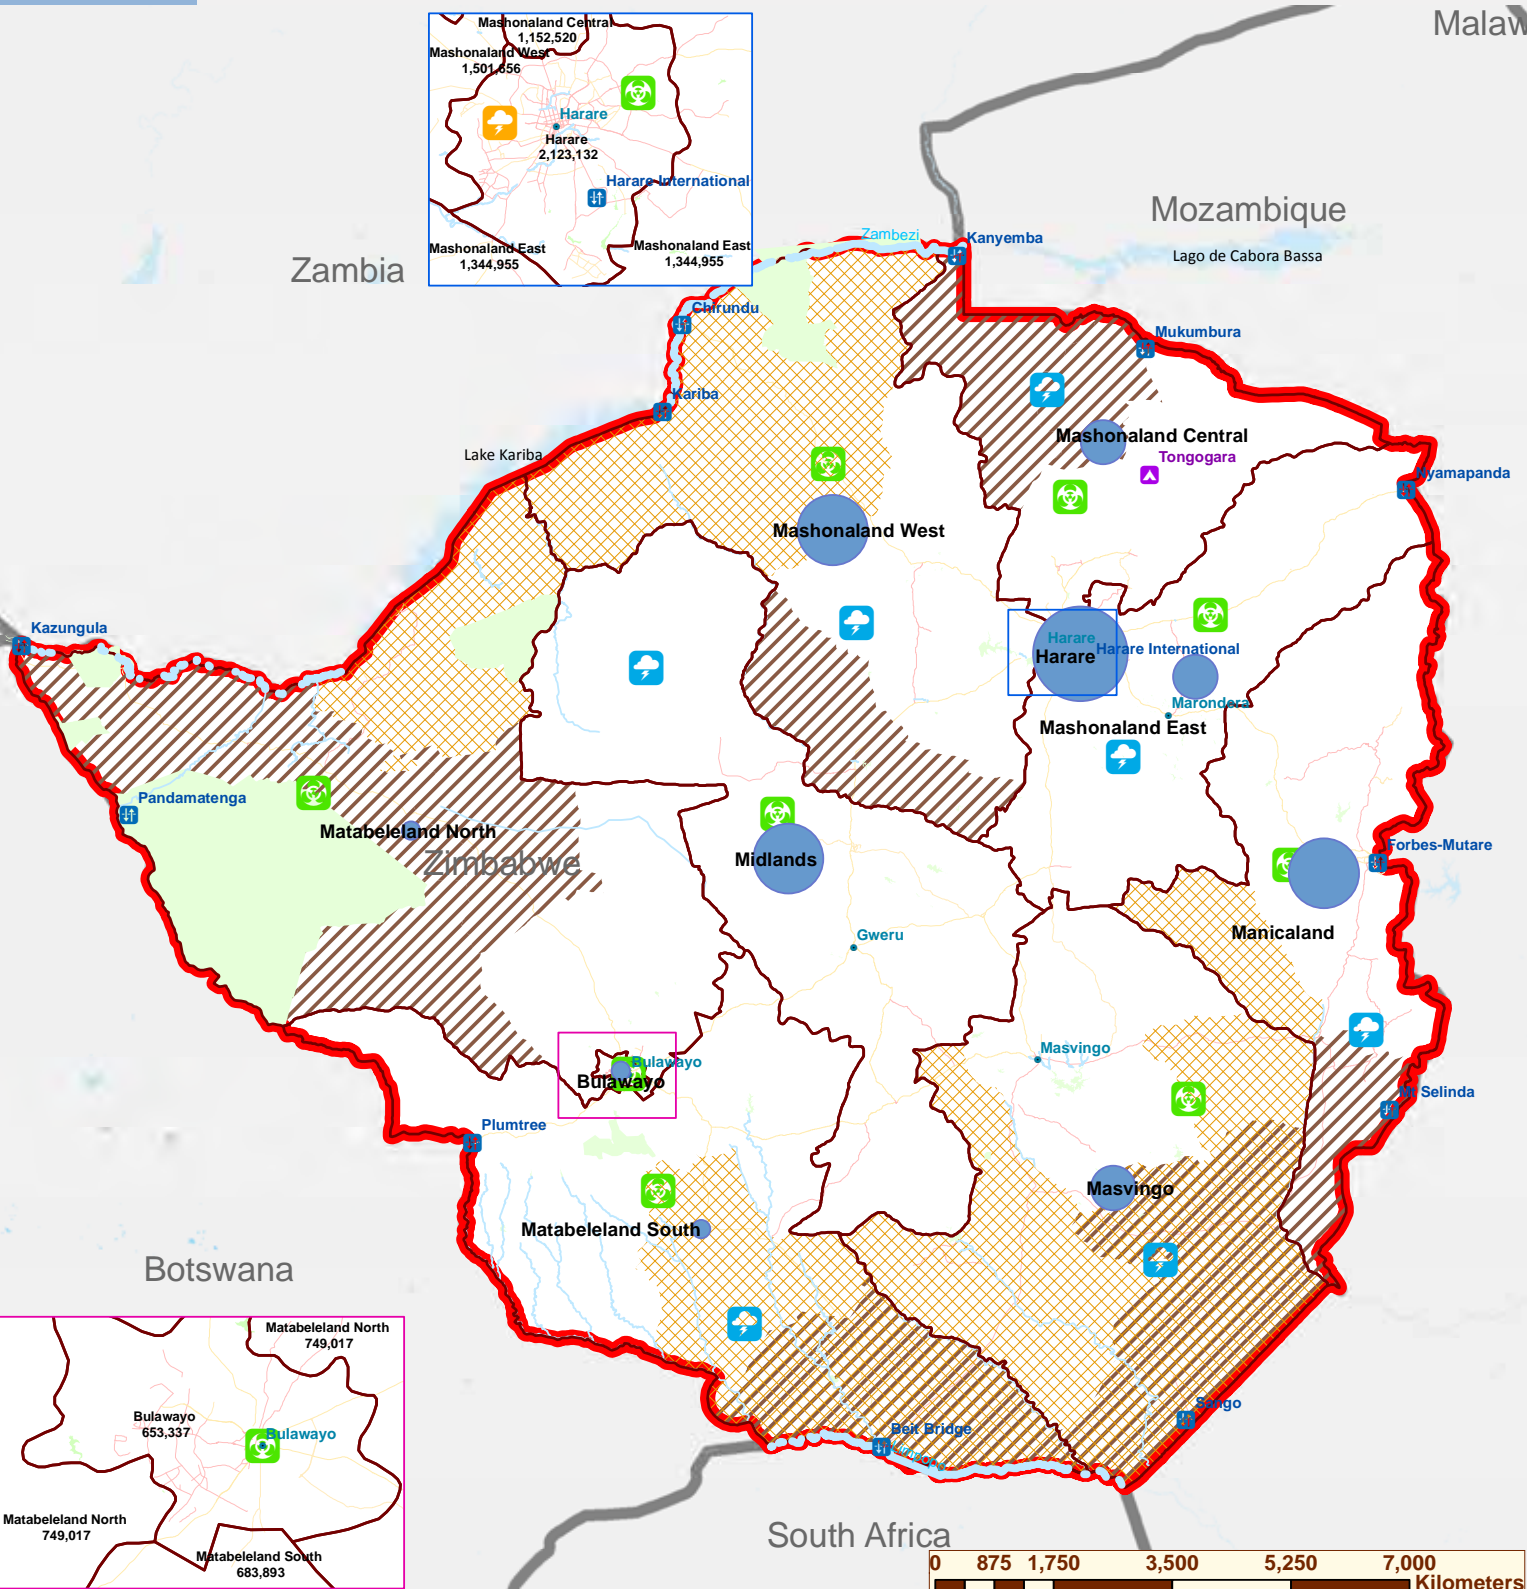 Malaw
Mashonaland Central
1,152,520
Mashonaland West
1,501,656
Harare
Harare
2,123,132
Harare International
Mashonaland East
1,344,955
Mashonaland East
1,344,955
Mozambique
Lago de Cabora Bassa
Zambia
Zambezi
Kanyemba
Chirundu
Mukumbura
Kariba
Lake Kariba
Mashonaland Central
Tongogara
Nyamapanda
Mashonaland West
Kazungula
Harare
Harare International
Harare
Marondera
Mashonaland East
Pandamatenga
Matabeleland North
Zimbabwe
Midlands
Forbes-Mutare
Manicaland
Gweru
Masvingo
Bulawayo
Bulawayo
Mt Selinda
Plumtree
Masvingo
Matabeleland South
Botswana
Sango
Beit Bridge
Matabeleland North
749,017
Bulawayo
653,337
Bulawayo
Matabeleland North
749,017
Matabeleland South
683,893
South Africa
0 875 1,750 3,500 5,250 7,000
Kilometers